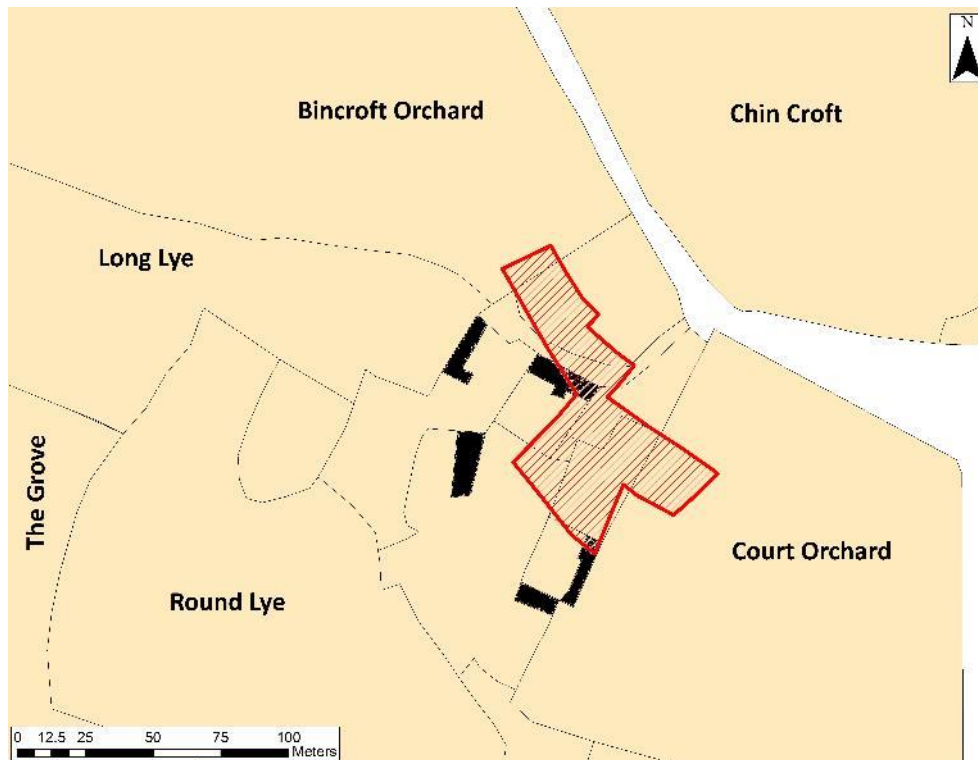 N
Bincroft Orchard
Chin Croft
Long Lye
The Grove
Court Orchard
Round Lye
0 12.5 25 50 75 100
Meters